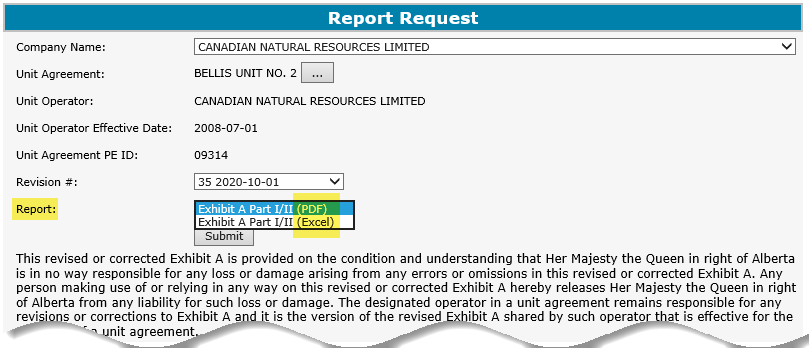 Report Request
Company Name: CANADIAN NATURAL RESOURCES LIMITED
Unit Agreement: BELLIS UNIT NO. 2 ...
Unit Operator: CANADIAN NATURAL RESOURCES LIMITED
Unit Operator Effective Date: 2008-07-01
Unit Agreement PE ID: 09314
Revision #: 35 2020-10-01
Report: Exhibit A Part I/II (PDF)
Exhibit A Part I/II (Excel)
Submit
This revised or corrected Exhibit A is provided on the condition and understanding that Her Majesty the Queen in right of Alberta
is in no way responsible for any loss or damage arising from any errors or omissions in this revised or corrected Exhibit A. Any
person making use of or relying in any way on this revised or corrected Exhibit A hereby releases Her Majesty the Queen in right
of Alberta from any liability for such loss or damage. The designated operator in a unit agreement remains responsible for any
revisions or corrections to Exhibit A and it is the version of the revised Exhibit A shared by such operator that is effective for the
a unit agreement.